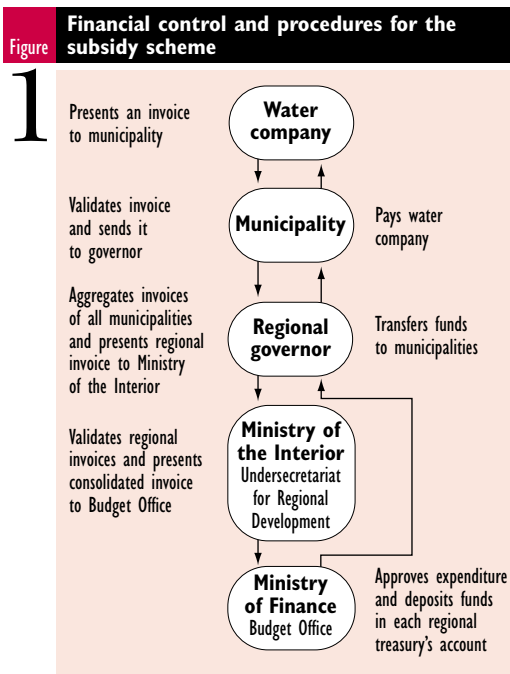 Figure
1
Financial control and procedures for the
subsidy scheme
Presents an invoice
to municipality
Water
company
Validates invoice
and sends it
to governor
Municipality
Pays water
company
Aggregates invoices
of all municipalities
and presents regional
invoice to Ministry
of the Interior
Regional
governor
Transfers funds
to municipalities
Validates regional
invoices and presents
consolidated invoice
to Budget Office
Ministry of
the Interior
Undersecretariat
for Regional
Development
Ministry
of Finance
Budget Office
Approves expenditure
and deposits funds
in each regional
treasury's account